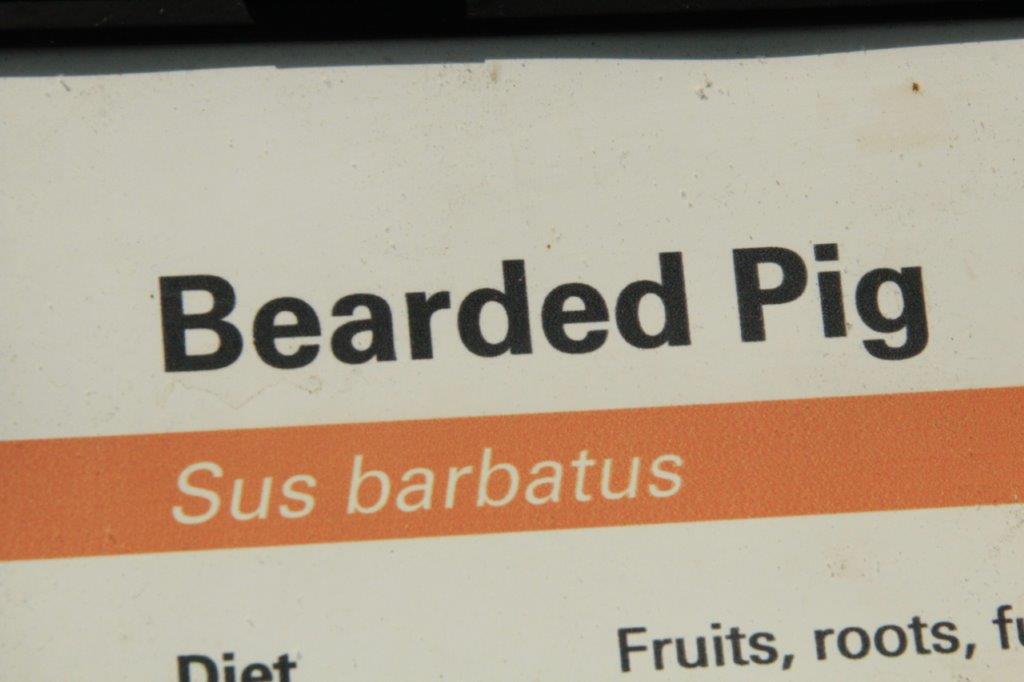 Bearded Pig
Sus barbatus
Diet Fruits, roots,